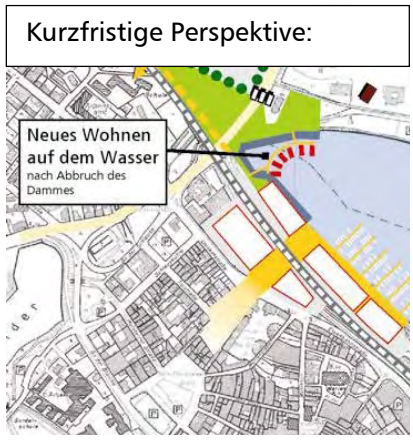 Kurzfristige Perspektive:
Neues Wohnen
auf dem Wasser
nach Abbruch des
Dammes
P
P
P
P